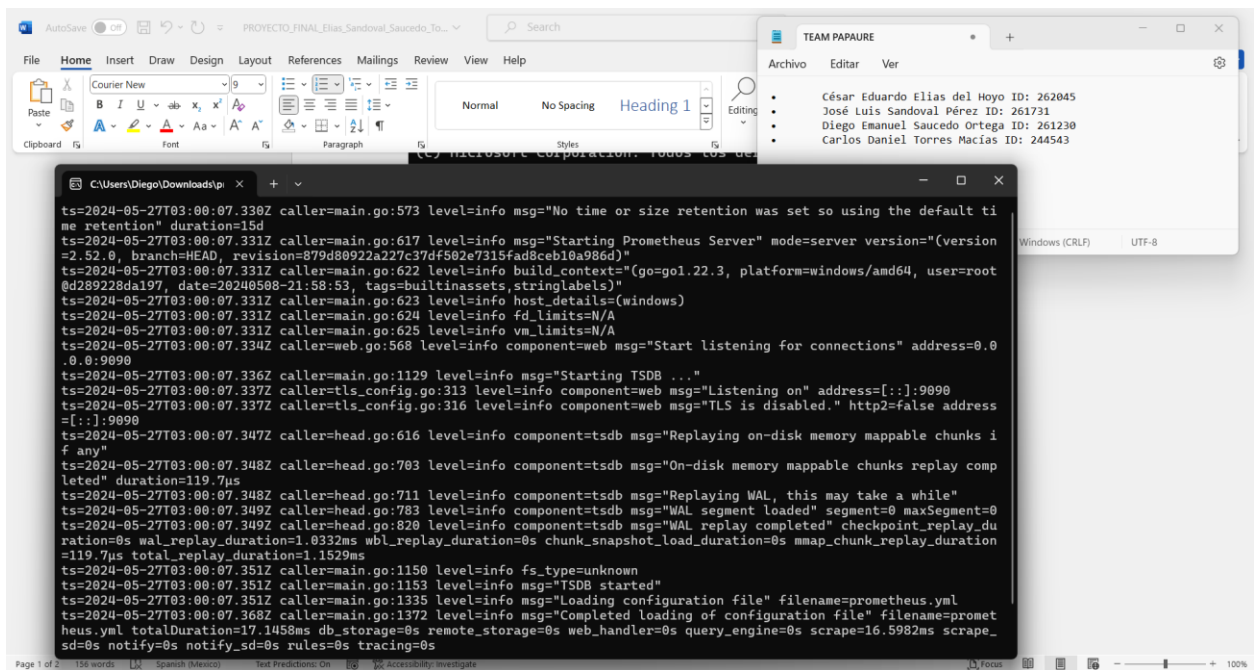 AutoSave Off PROYECTO_FINAL_Elias_Sandoval_Saucedo_To... Search
File Home Insert Draw Design Layout References Mailings Review View Help
Paste
Clipboard
Courier New 9
B I U ab x₂ x² A
A A Aa A A
Font
Paragraph
Normal No Spacing Heading 1
Styles
Editing
TEAM PAPAURE
Archivo Editar Ver
• César Eduardo Elias del Hoyo ID: 262045
• José Luis Sandoval Pérez ID: 261731
• Diego Emanuel Saucedo Ortega ID: 261230
• Carlos Daniel Torres Macías ID: 244543
Windows (CRLF) UTF-8
C:\Users\Diego\Downloads\p
ts=2024-05-27T03:00:07.330Z caller=main.go:573 level=info msg="No time or size retention was set so using the default ti
me retention" duration=15d
ts=2024-05-27T03:00:07.331Z caller=main.go:617 level=info msg="Starting Prometheus Server" mode=server version="(version
=2.52.0, branch=HEAD, revision=879d80922a227c37df502e7315fad8ceb10a986d)"
ts=2024-05-27T03:00:07.331Z caller=main.go:622 level=info build_context="(go=go1.22.3, platform=windows/amd64, user=root
@d289228da197, date=20240508-21:58:53, tags=builtinassets,stringlabels)"
ts=2024-05-27T03:00:07.331Z caller=main.go:623 level=info host_details=(windows)
ts=2024-05-27T03:00:07.331Z caller=main.go:624 level=info fd_limits=N/A
ts=2024-05-27T03:00:07.331Z caller=main.go:625 level=info vm_limits=N/A
ts=2024-05-27T03:00:07.334Z caller=web.go:568 level=info component=web msg="Start listening for connections" address=0.0
.0.0:9090
ts=2024-05-27T03:00:07.336Z caller=main.go:1129 level=info msg="Starting TSDB ..."
ts=2024-05-27T03:00:07.337Z caller=tls_config.go:313 level=info component=web msg="Listening on" address=[::]:9090
ts=2024-05-27T03:00:07.337Z caller=tls_config.go:316 level=info component=web msg="TLS is disabled." http2=false address
=[::]:9090
ts=2024-05-27T03:00:07.347Z caller=head.go:616 level=info component=tsdb msg="Replaying on-disk memory mappable chunks i
f any"
ts=2024-05-27T03:00:07.348Z caller=head.go:703 level=info component=tsdb msg="On-disk memory mappable chunks replay comp
leted" duration=119.7µs
ts=2024-05-27T03:00:07.348Z caller=head.go:711 level=info component=tsdb msg="Replaying WAL, this may take a while"
ts=2024-05-27T03:00:07.349Z caller=head.go:783 level=info component=tsdb msg="WAL segment loaded" segment=0 maxSegment=0
ts=2024-05-27T03:00:07.349Z caller=head.go:820 level=info component=tsdb msg="WAL replay completed" checkpoint_replay_du
ration=0s wal_replay_duration=1.0332ms wbl_replay_duration=0s chunk_snapshot_load_duration=0s mmap_chunk_replay_duration
=119.7µs total_replay_duration=1.1529ms
ts=2024-05-27T03:00:07.351Z caller=main.go:1150 level=info fs_type=unknown
ts=2024-05-27T03:00:07.351Z caller=main.go:1153 level=info msg="TSDB started"
ts=2024-05-27T03:00:07.351Z caller=main.go:1335 level=info msg="Loading configuration file" filename=prometheus.yml
ts=2024-05-27T03:00:07.368Z caller=main.go:1372 level=info msg="Completed loading of configuration file" filename=promet
heus.yml totalDuration=17.1458ms db_storage=0s remote_storage=0s web_handler=0s query_engine=0s scrape=16.5982ms scrape_
sd=0s notify=0s notify_sd=0s rules=0s tracing=0s
Page 1 of 2 156 words Spanish (Mexico) Text Predictions: On Accessibility: Investigate Focus 100%